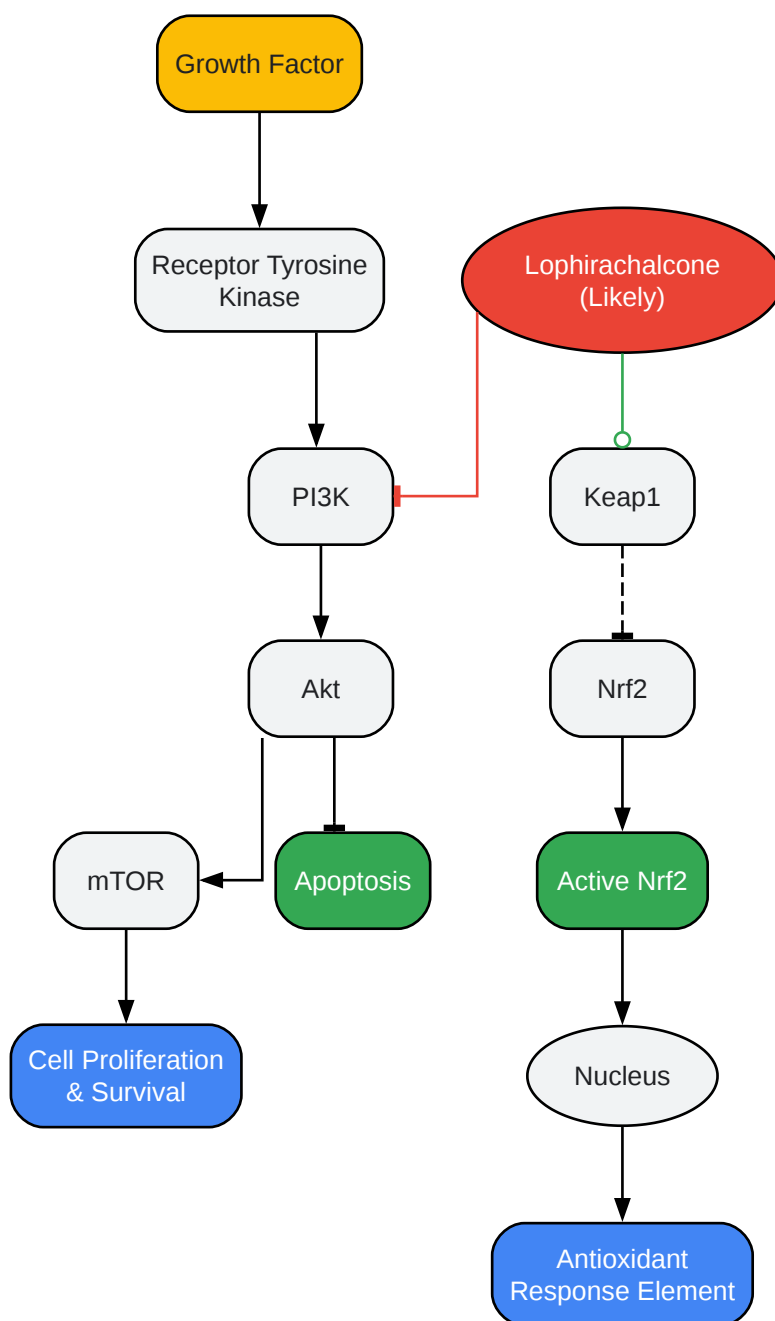 Growth Factor
Receptor Tyrosine
Kinase
Lophirachalcone
(Likely)
PI3K
Keap1
Akt
Nrf2
mTOR
Apoptosis
Active Nrf2
Cell Proliferation
& Survival
Nucleus
Antioxidant
Response Element